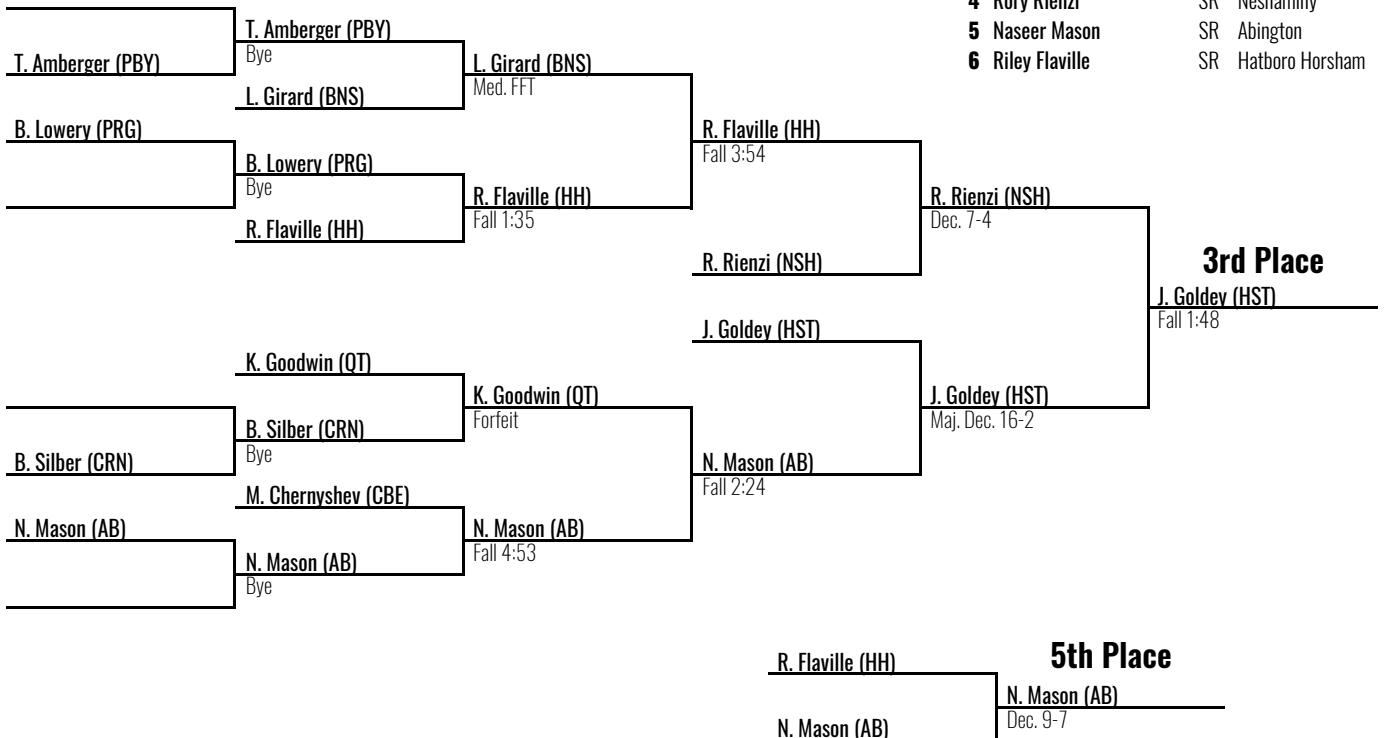 4 Rory Rienzi SR Neshaminy
5 Naseer Mason SR Abington
6 Riley Flaville SR Hatboro Horsham
T. Amberger (PBY)
Bye
T. Amberger (PBY)
L. Girard (BNS)
Med. FFT
L. Girard (BNS)
B. Lowery (PRG)
R. Flaville (HH)
Fall 3:54
B. Lowery (PRG)
Bye
R. Flaville (HH)
Fall 1:35
R. Rienzi (NSH)
Dec. 7-4
R. Flaville (HH)
R. Rienzi (NSH)
3rd Place
J. Goldey (HST)
Fall 1:48
J. Goldey (HST)
K. Goodwin (QT)
K. Goodwin (QT)
Forfeit
J. Goldey (HST)
Maj. Dec. 16-2
B. Silber (CRN)
Bye
B. Silber (CRN)
N. Mason (AB)
Fall 2:24
M. Chernyshev (CBE)
N. Mason (AB)
N. Mason (AB)
Fall 4:53
N. Mason (AB)
Bye
5th Place
R. Flaville (HH)
N. Mason (AB)
Dec. 9-7
N. Mason (AB)